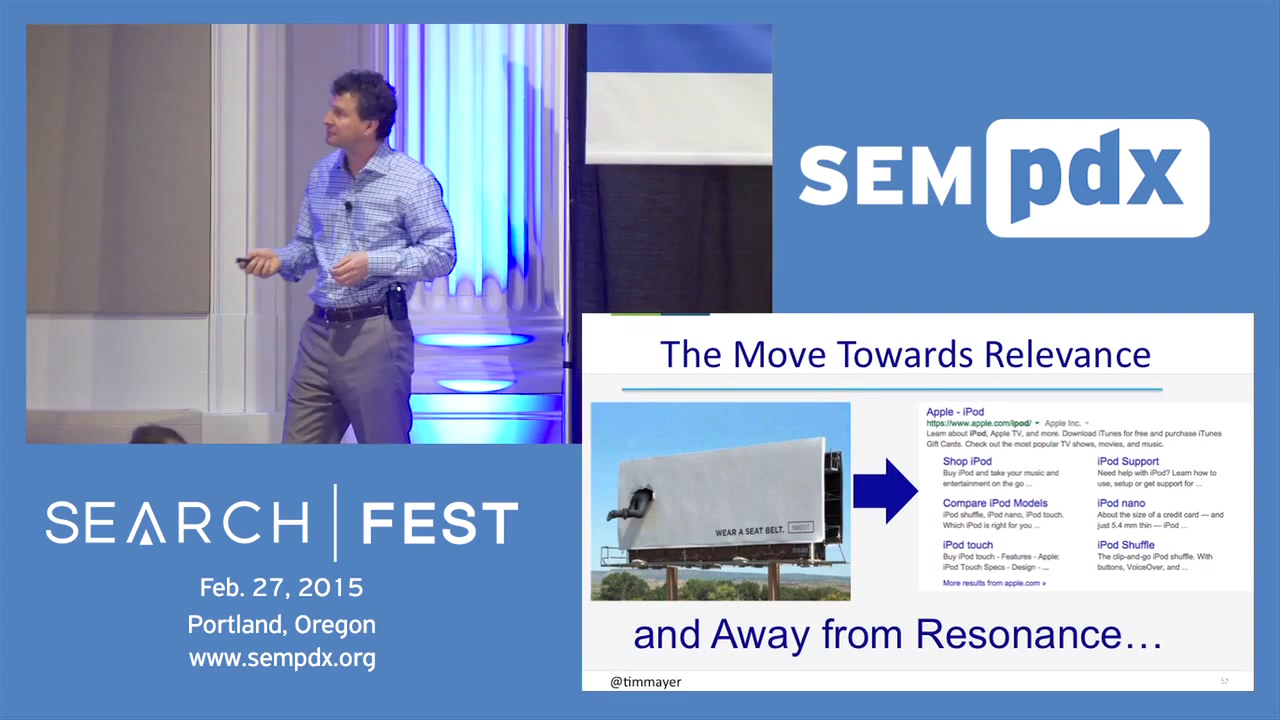 SEM pdx
SEARCH FEST
Feb. 27, 2015
Portland, Oregon
www.sempdx.org
The Move Towards Relevance
WEAR A SEAT BELT.
Apple - iPod
https://www.apple.com/ipod/ Apple Inc.
Learn about iPod, Apple TV, and more. Download iTunes for free and purchase iTunes
Gift Cards. Check out the most popular TV shows, movies, and music.
Shop iPod
Buy iPod and take your music and
entertainment on the go ...
Compare iPod Models
iPod shuffle, iPod nano, iPod touch.
Which iPod is right for you ...
iPod touch
Buy iPod touch - Features - Apple:
iPod Touch Specs - Design - ...
More results from apple.com »
iPod Support
Need help with iPod? Learn how to
use, setup or get support for ...
iPod nano
About the size of a credit card — and
just 5.4 mm thin — iPod ...
iPod Shuffle
The clip-and-go iPod shuffle. With
buttons, VoiceOver, and ...
and Away from Resonance…
@timmayer